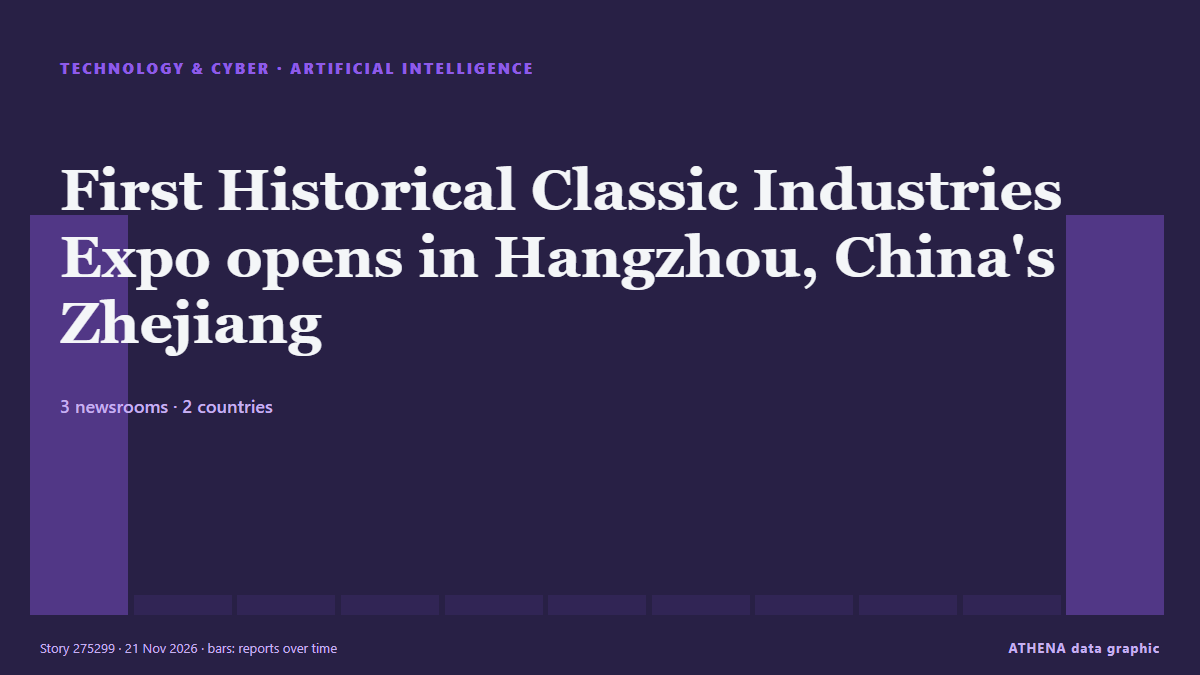 TECHNOLOGY & CYBER · ARTIFICIAL INTELLIGENCE
First Historical Classic Industries
Expo opens in Hangzhou, China's
Zhejiang
3 newsrooms · 2 countries
Story 275299 · 21 Nov 2026 · bars: reports over time
ATHENA data graphic